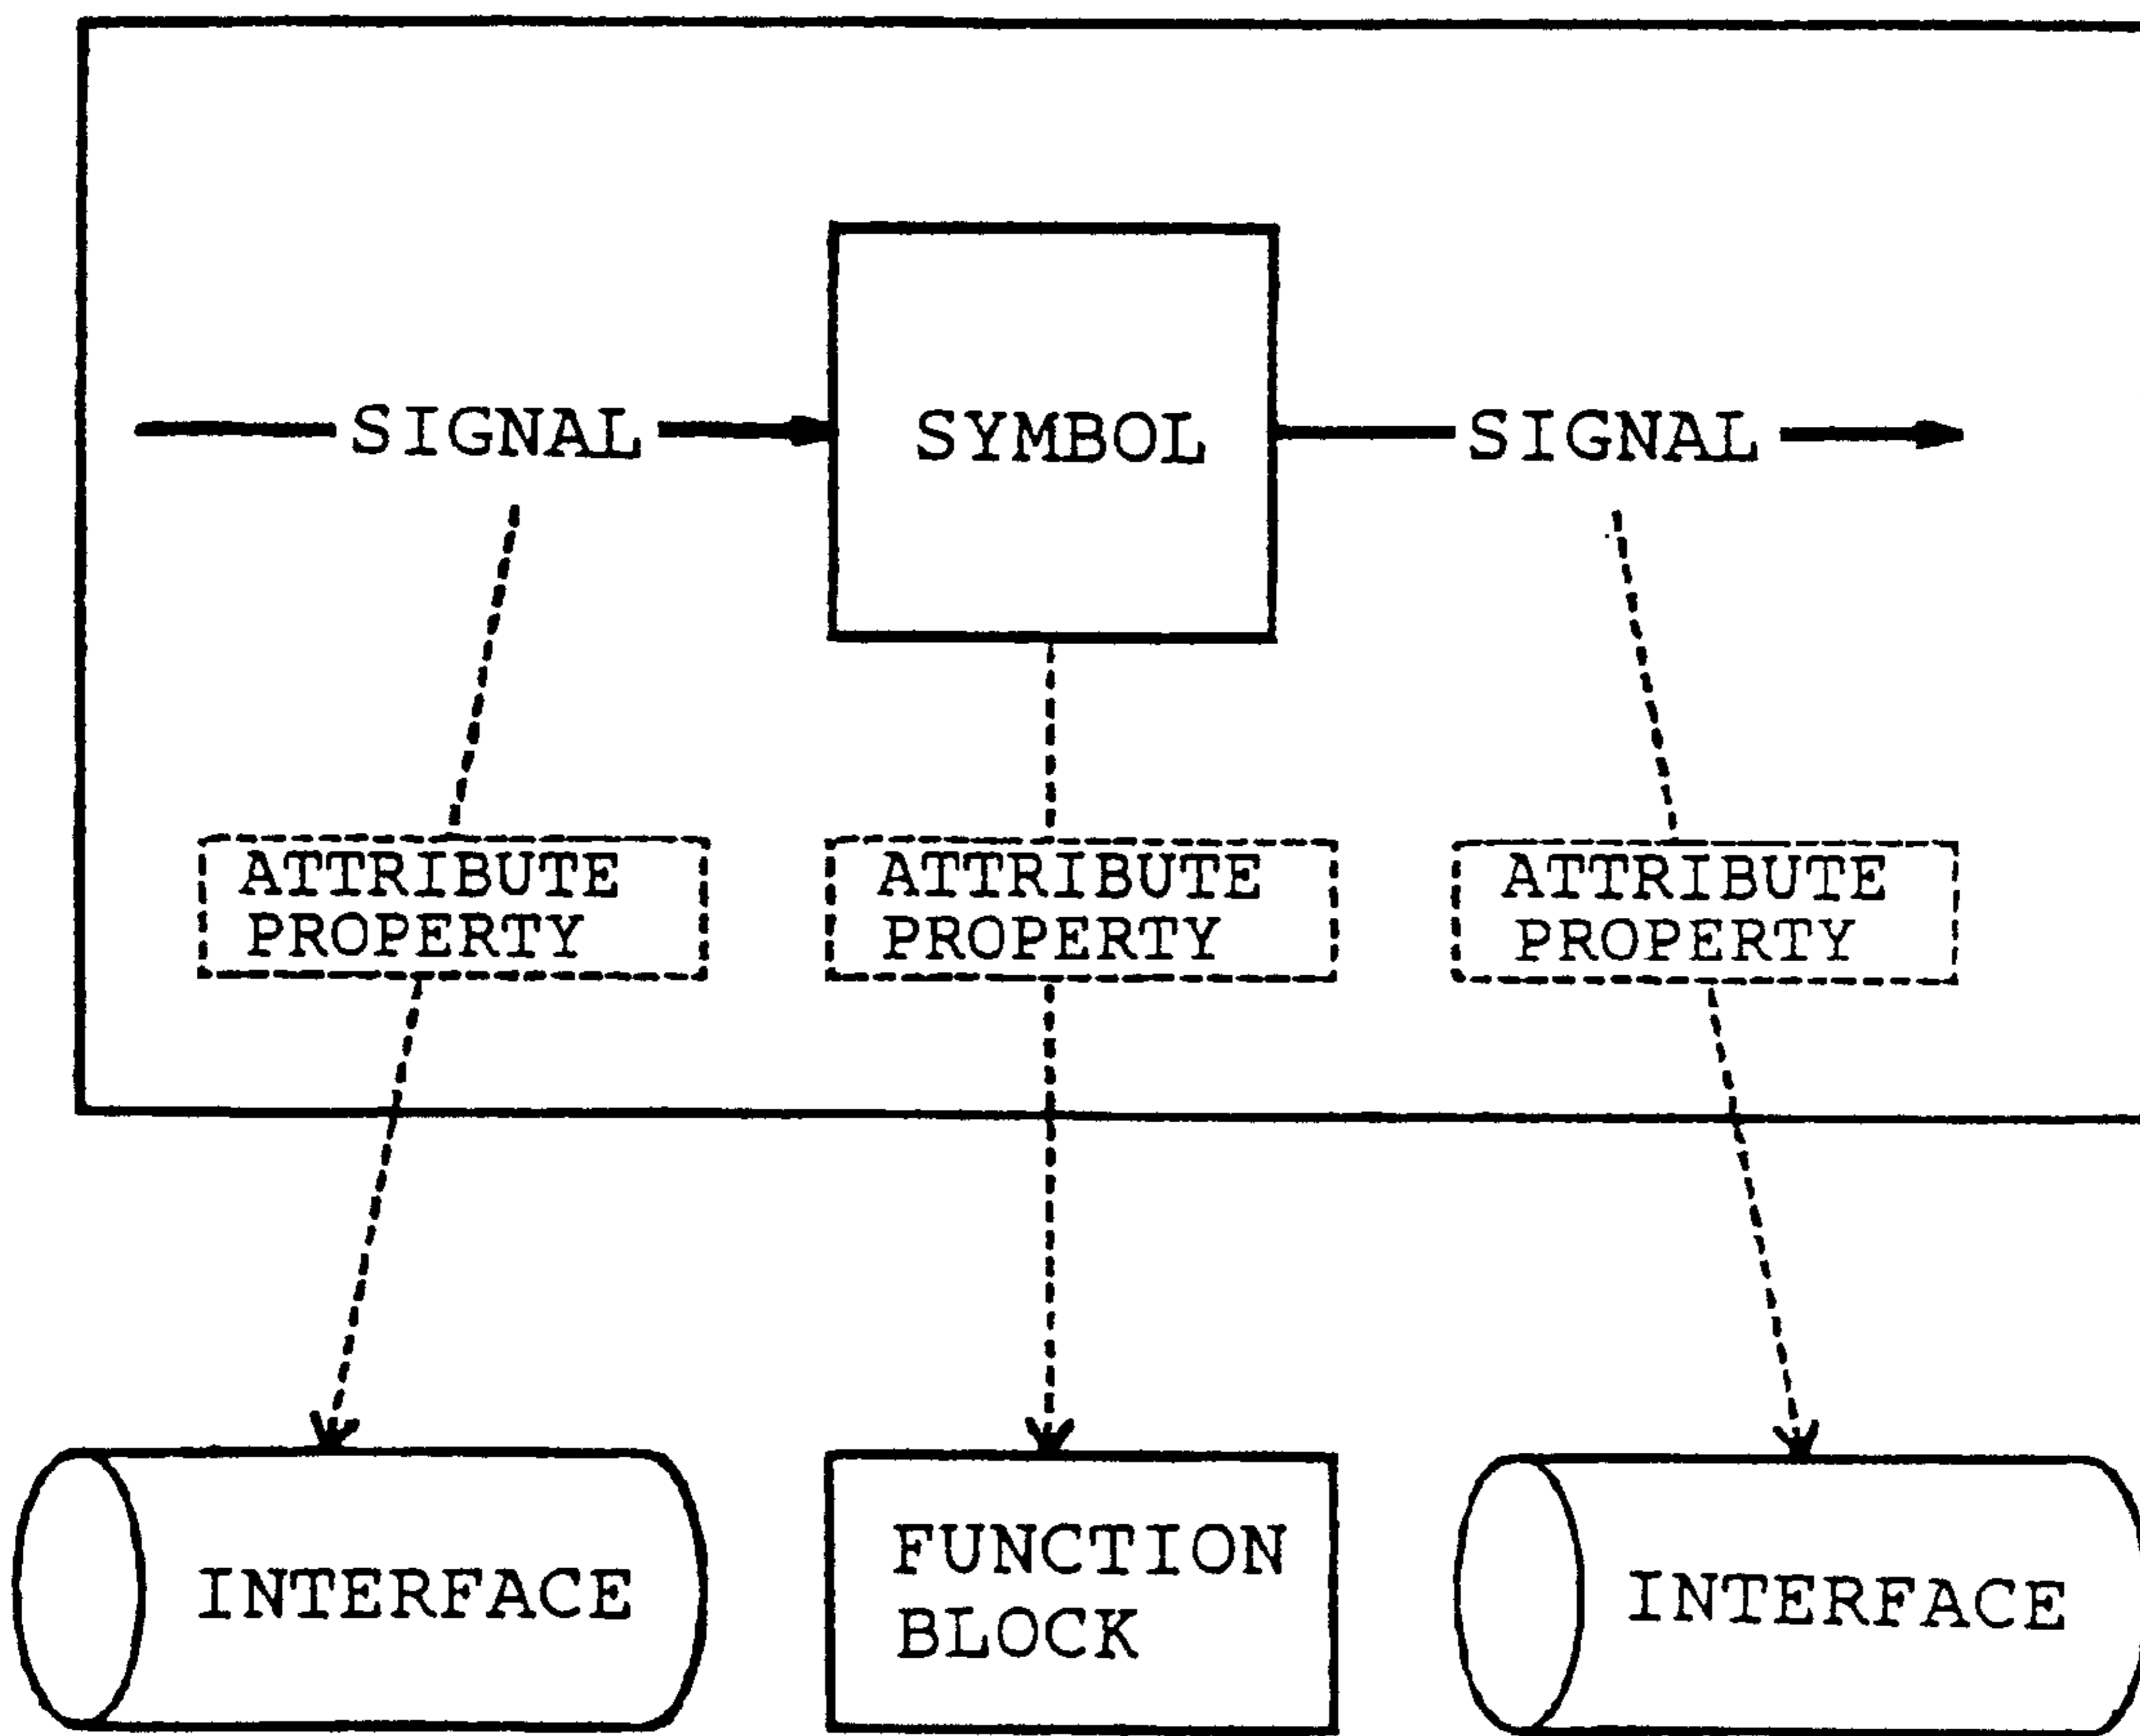 SIGNAL SYMBOL SIGNAL
ATTRIBUTE PROPERTY
ATTRIBUTE PROPERTY
ATTRIBUTE PROPERTY
INTERFACE
FUNCTION
BLOCK
INTERFACE